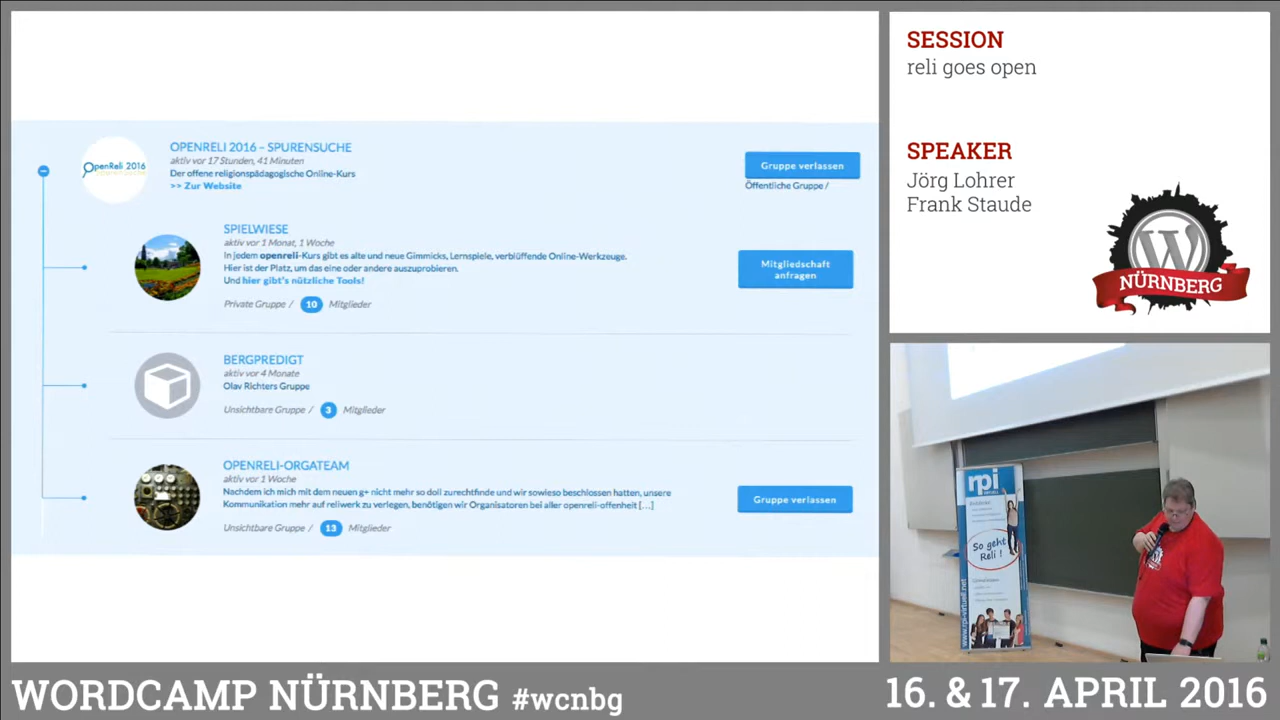 OpenReli 2016
OPENRELI 2016 – SPURENSUCHE
aktiv vor 17 Stunden, 41 Minuten
Der offene religionspädagogische Online-Kurs
>> Zur Website
Gruppe verlassen
Öffentliche Gruppe /
SPIELWIESE
aktiv vor 1 Monat, 1 Woche
In jedem openreli-Kurs gibt es alte und neue Gimmicks, Lernspiele, verblüffende Online-Werkzeuge.
Hier ist der Platz, um das eine oder andere auszuprobieren.
Und hier gibt's nützliche Tools!
Private Gruppe / 10 Mitglieder
Mitgliedschaft
anfragen
BERGPREDIGT
aktiv vor 4 Monate
Olav Richters Gruppe
Unsichtbare Gruppe / 3 Mitglieder
OPENRELI-ORGATEAM
aktiv vor 1 Woche
Nachdem ich mich mit dem neuen g+ nicht mehr so doll zurechtfinde und wir sowieso beschlossen hatten, unsere
Kommunikation mehr auf reliwerk zu verlegen, benötigen wir Organisatoren bei aller openreli-offenheit [...]
Unsichtbare Gruppe / 13 Mitglieder
Gruppe verlassen
SESSION
reli goes open
SPEAKER
Jörg Lohrer
Frank Staude
W
NÜRNBERG
rpi
So geht
Reli !
www.rpi-virtuell.net
WORDCAMP NÜRNBERG #wcnbg
16. & 17. APRIL 2016